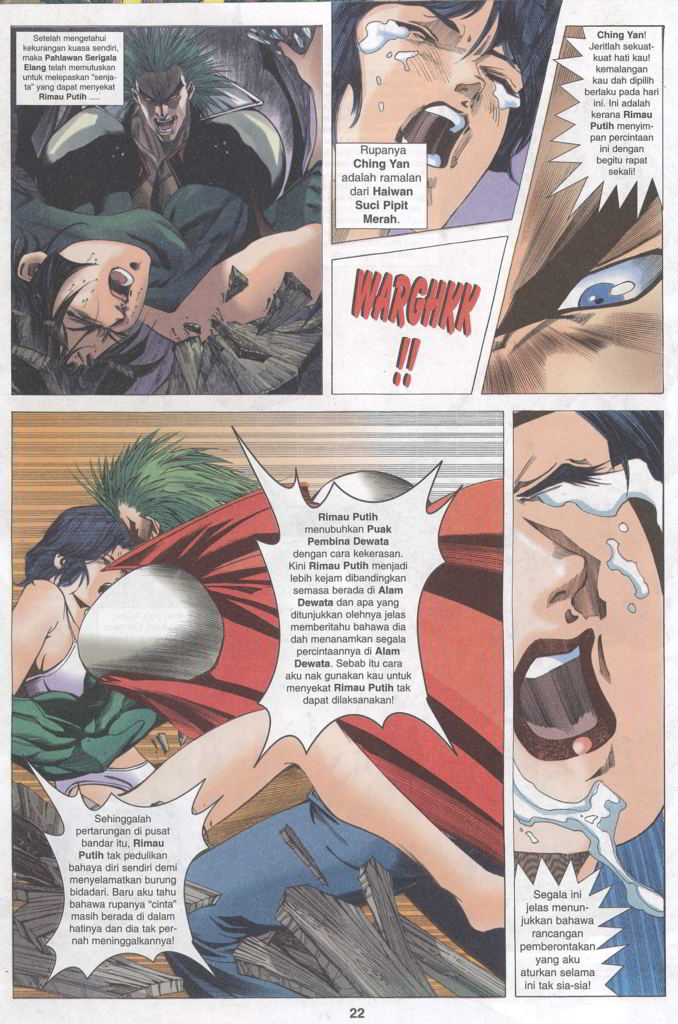 Setelah mengetahui
kekurangan kuasa sendiri,
maka Pahlawan Serigala
Elang telah memutuskan
untuk melepaskan "senja-
ta" yang dapat menyekat
Rimau Putih .....
Rupanya
Ching Yan
adalah ramalan
dari Haiwan
Suci Pipit
Merah.
Ching Yan!
Jeritlah sekuat-
kuat hati kau!
kemalangan
kau dah dipilih
berlaku pada hari
ini. Ini adalah
kerana Rimau
Putih menyim-
pan percintaan
ini dengan
begitu rapat
sekali!
WARGHKK
!!
Rimau Putih
menubuhkan Puak
Pembina Dewata
dengan cara kekerasan.
Kini Rimau Putih menjadi
lebih kejam dibandingkan
semasa berada di Alam
Dewata dan apa yang
ditunjukkan olehnya jelas
memberitahu bahawa dia
dah menanamkan segala
percintaannya di Alam
Dewata. Sebab itu cara
aku nak gunakan kau untuk
menyekat Rimau Putih tak
dapat dilaksanakan!
Sehinggalah
pertarungan di pusat
bandar itu, Rimau
Putih tak pedulikan
bahaya diri sendiri demi
menyelamatkan burung
bidadari. Baru aku tahu
bahawa rupanya "cinta"
masih berada di dalam
hatinya dan dia tak per-
nah meninggalkannya!
Segala ini
jelas menun-
jukkan bahawa
rancangan
pemberontakan
yang aku
aturkan selama
ini tak sia-sia!
22